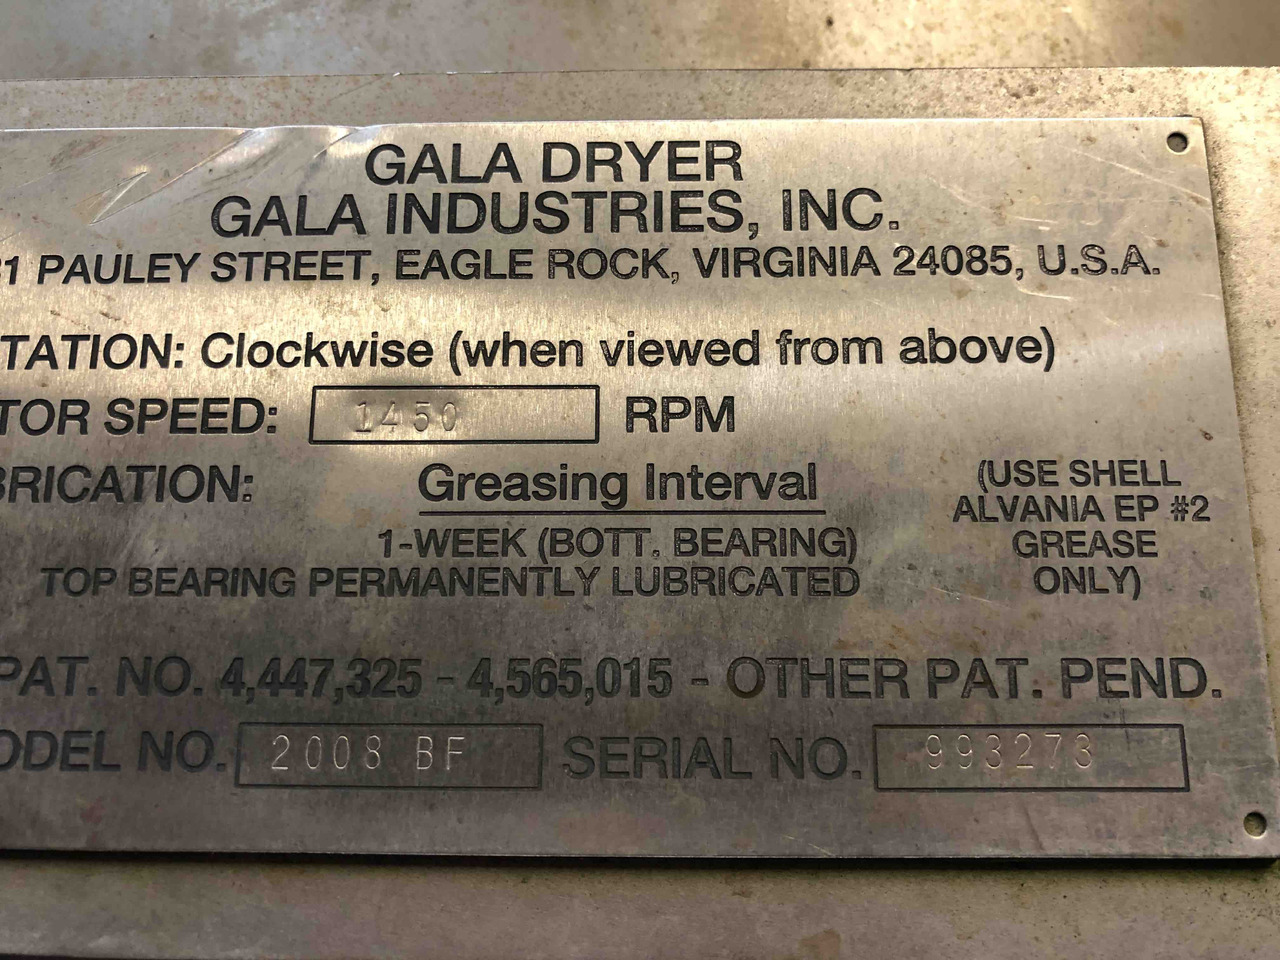 GALA DRYER
GALA INDUSTRIES, INC.
1 PAULEY STREET, EAGLE ROCK, VIRGINIA 24085, U.S.A.
TATION: Clockwise (when viewed from above)
TOR SPEED: 1450 RPM
BRICATION: Greasing Interval
1-WEEK (BOTT. BEARING)
TOP BEARING PERMANENTLY LUBRICATED
(USE SHELL
ALVANIA EP #2
GREASE
ONLY)
PAT. NO. 4,447,325 - 4,565,015 - OTHER PAT. PEND.
ODEL NO. 2008 BF SERIAL NO. 993273